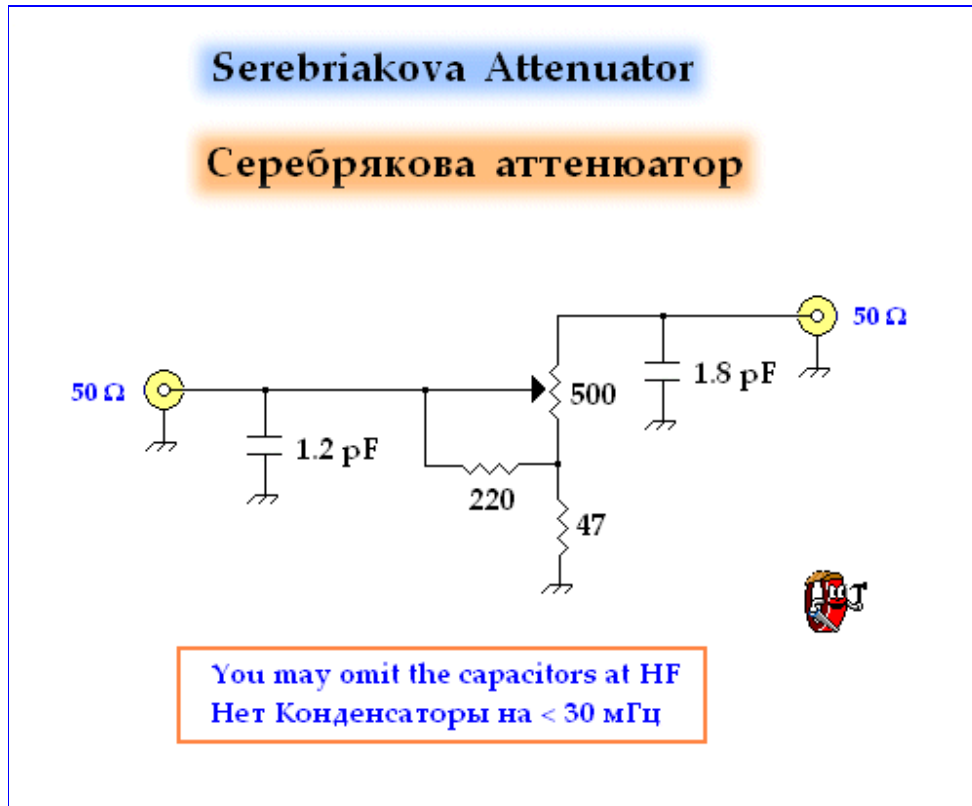 Serebriakova Attenuator
Серебрякова аттенюатор
50 Ω
1.8 pF
500
50 Ω
1.2 pF
220
47
You may omit the capacitors at HF
Нет Конденсаторы на < 30 мГц